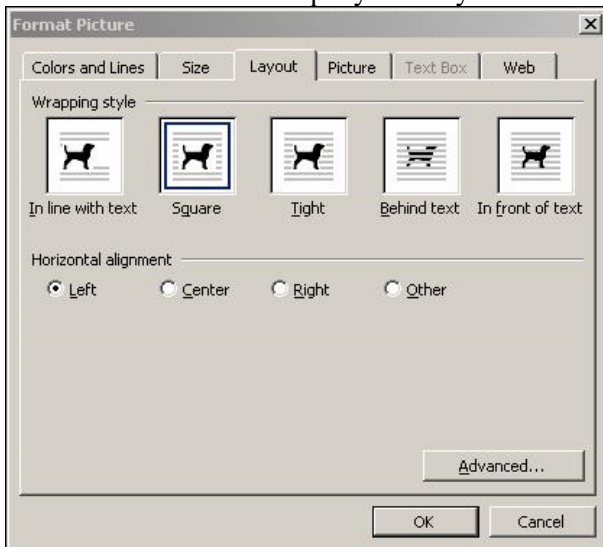 Format Picture
Colors and Lines Size Layout Picture Text Box Web
Wrapping style
In line with text Square Tight Behind text In front of text
Horizontal alignment
Left Center Right Other
Advanced...
OK Cancel